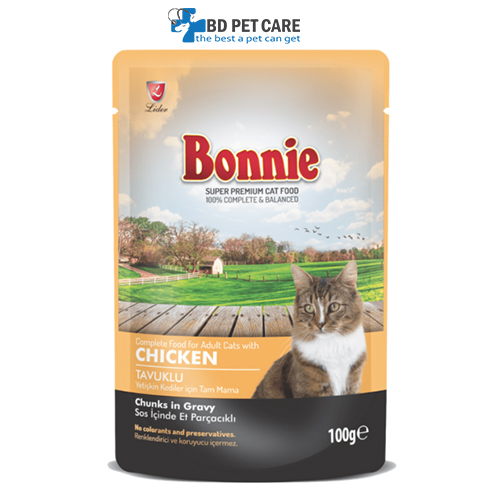 BD PET CARE
the best a pet can get
L
Lider
Bonnie
SUPER PREMIUM CAT FOOD
100% COMPLETE & BALANCED
Complete Food for Adult Cats with
CHICKEN
TAVUKLU
Yetişkin Kediler için Tam Mama
Chunks in Gravy
Sos İçinde Et Parçacıklı
No colorants and preservatives.
Renklendirici ve koruyucu içermez.
100g℮